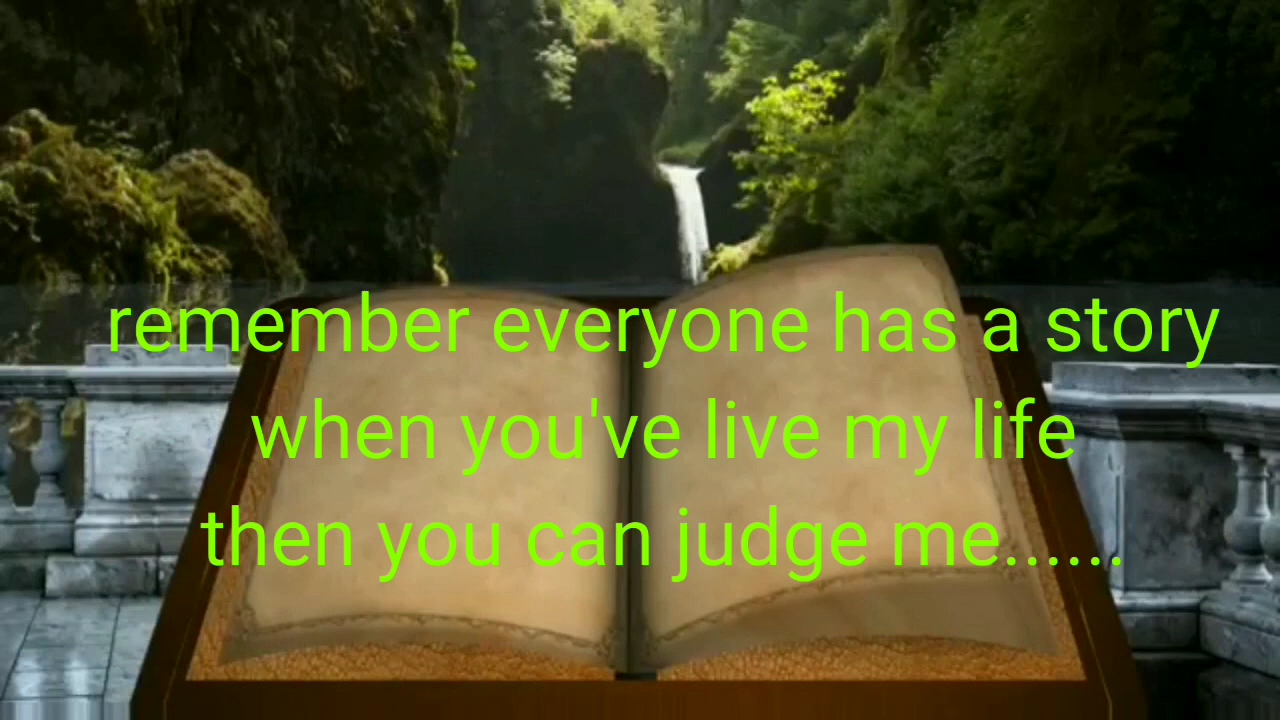 remember everyone has a story
when you've live my life
then you can judge me......